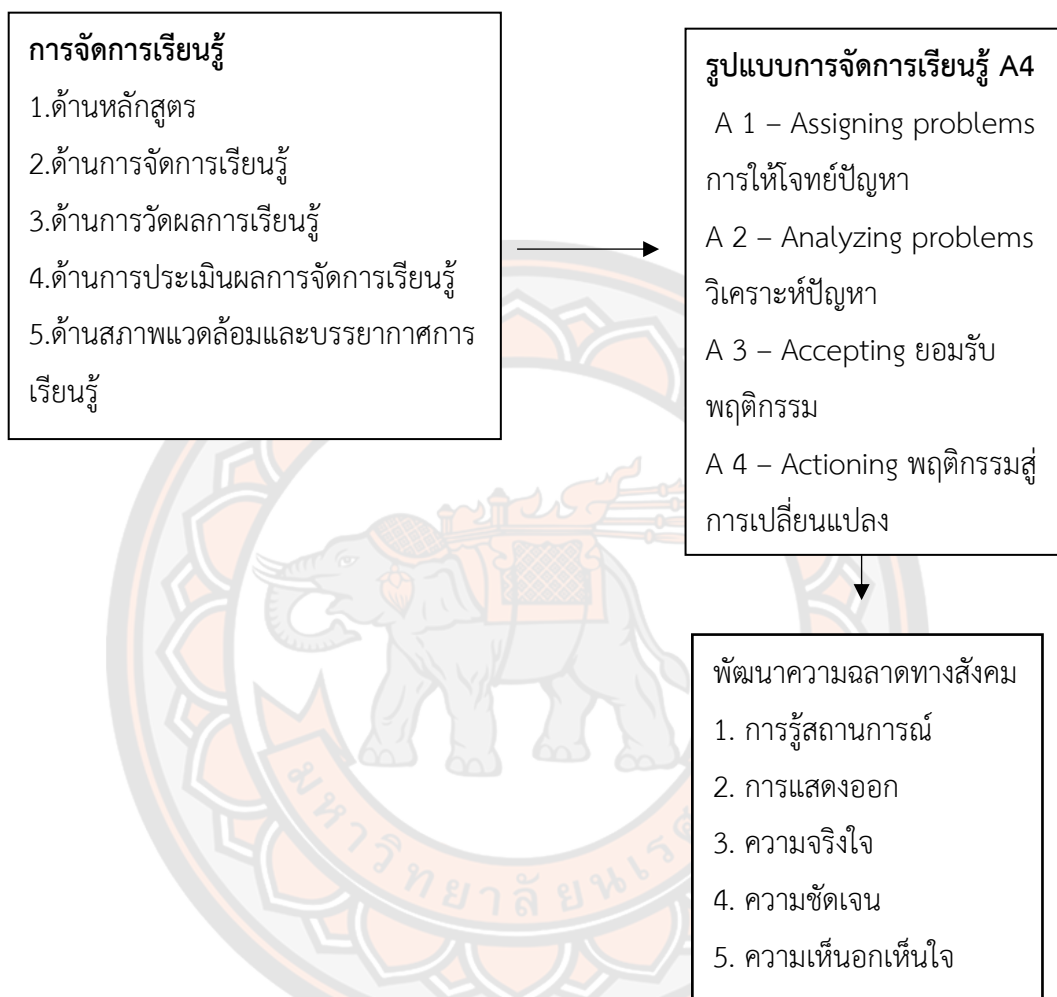 การจัดการเรียนรู้
1.ด้านหลักสูตร
2.ด้านการจัดการเรียนรู้
3.ด้านการวัดผลการเรียนรู้
4.ด้านการประเมินผลการจัดการเรียนรู้
5.ด้านสภาพแวดล้อมและบรรยากาศการ
เรียนรู้
รูปแบบการจัดการเรียนรู้ A4
A 1 – Assigning problems
การให้โจทย์ปัญหา
A 2 – Analyzing problems
วิเคราะห์ปัญหา
A 3 – Accepting ยอมรับ
พฤติกรรม
A 4 – Actioning พฤติกรรมสู่
การเปลี่ยนแปลง
พัฒนาความฉลาดทางสังคม
1. การรู้สถานการณ์
2. การแสดงออก
3. ความจริงใจ
4. ความชัดเจน
5. ความเห็นอกเห็นใจ
มหาวิทยาลัยนเรศ